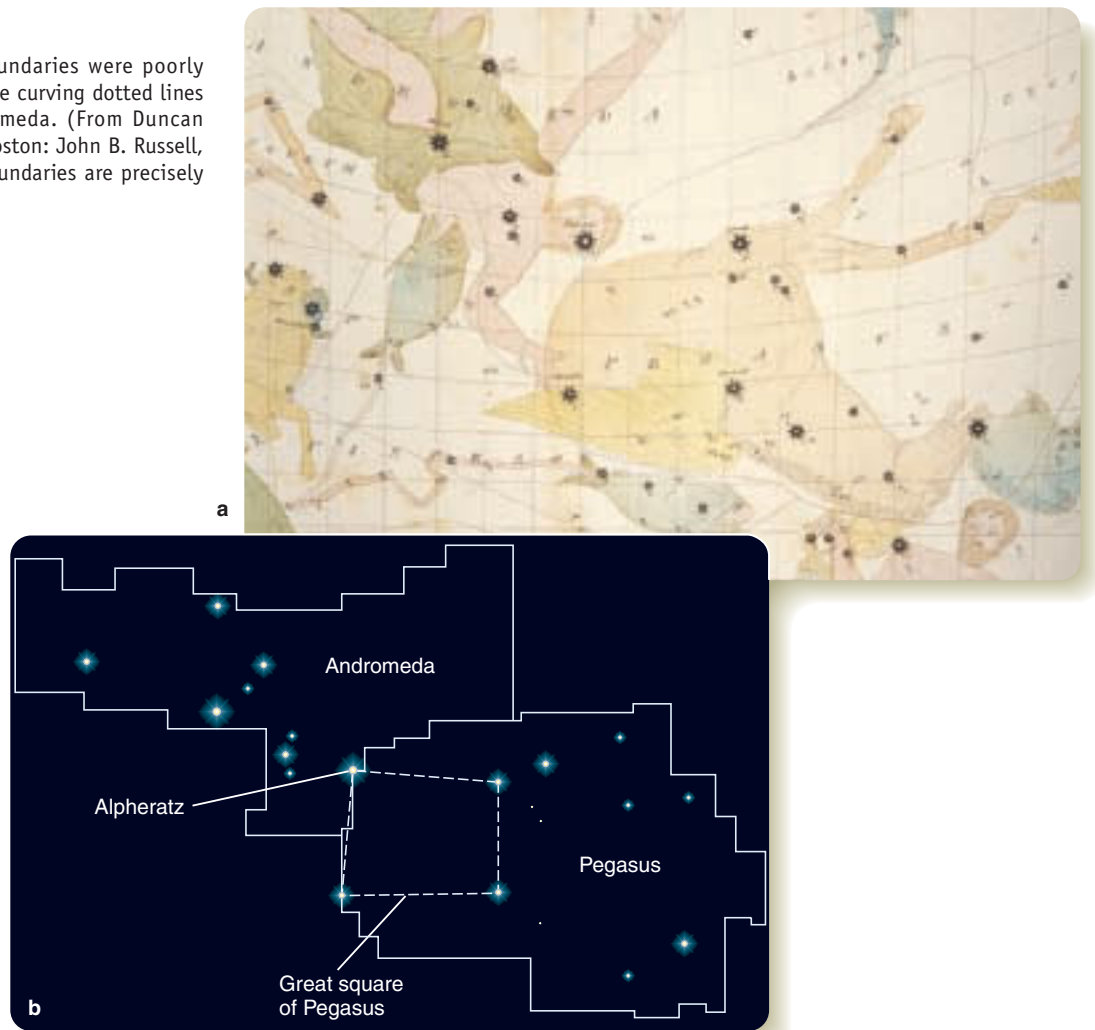 undaries were poorly
e curving dotted lines
meda. (From Duncan
oston: John B. Russell,
undaries are precisely
a
Andromeda
Alpheratz
Pegasus
Great square
of Pegasus
b